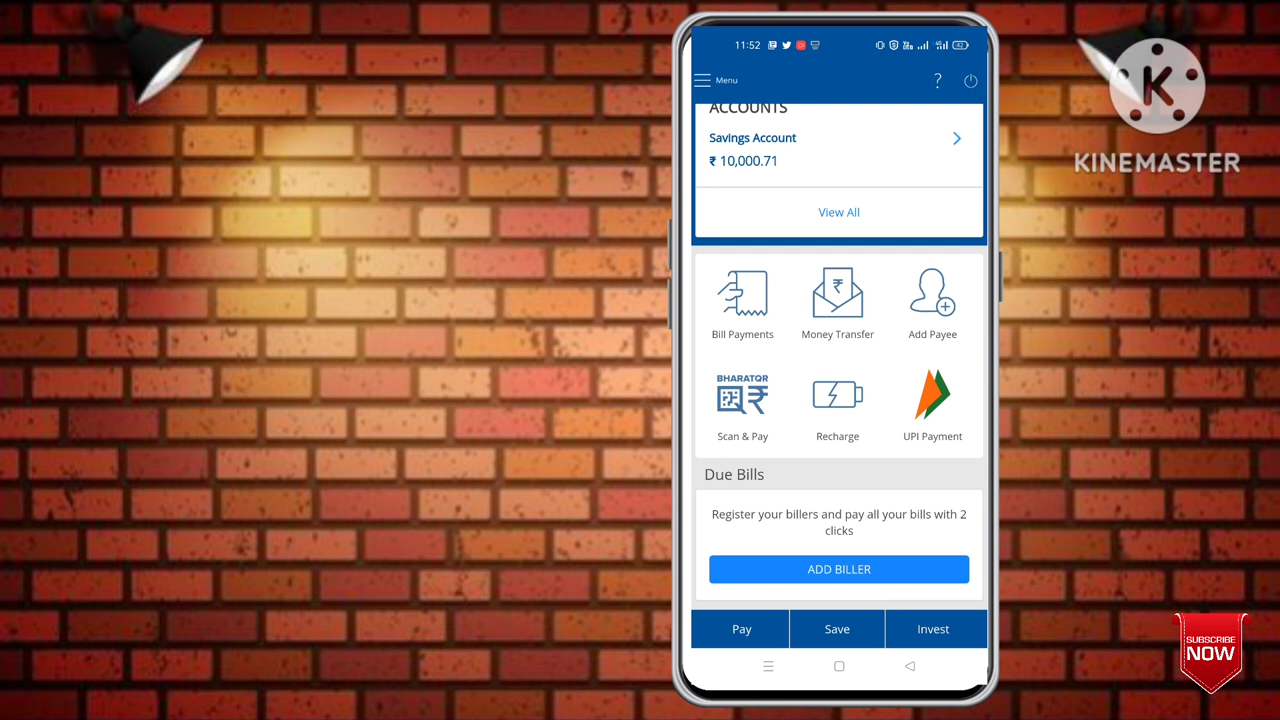 11:52
Menu
?
ACCOUNTS
Savings Account
₹ 10,000.71
View All
Bill Payments
Money Transfer
Add Payee
BHARATQR
Scan & Pay
Recharge
UPI Payment
Due Bills
Register your billers and pay all your bills with 2
clicks
ADD BILLER
Pay
Save
Invest
K
KINEMASTER
SUBSCRIBE
NOW